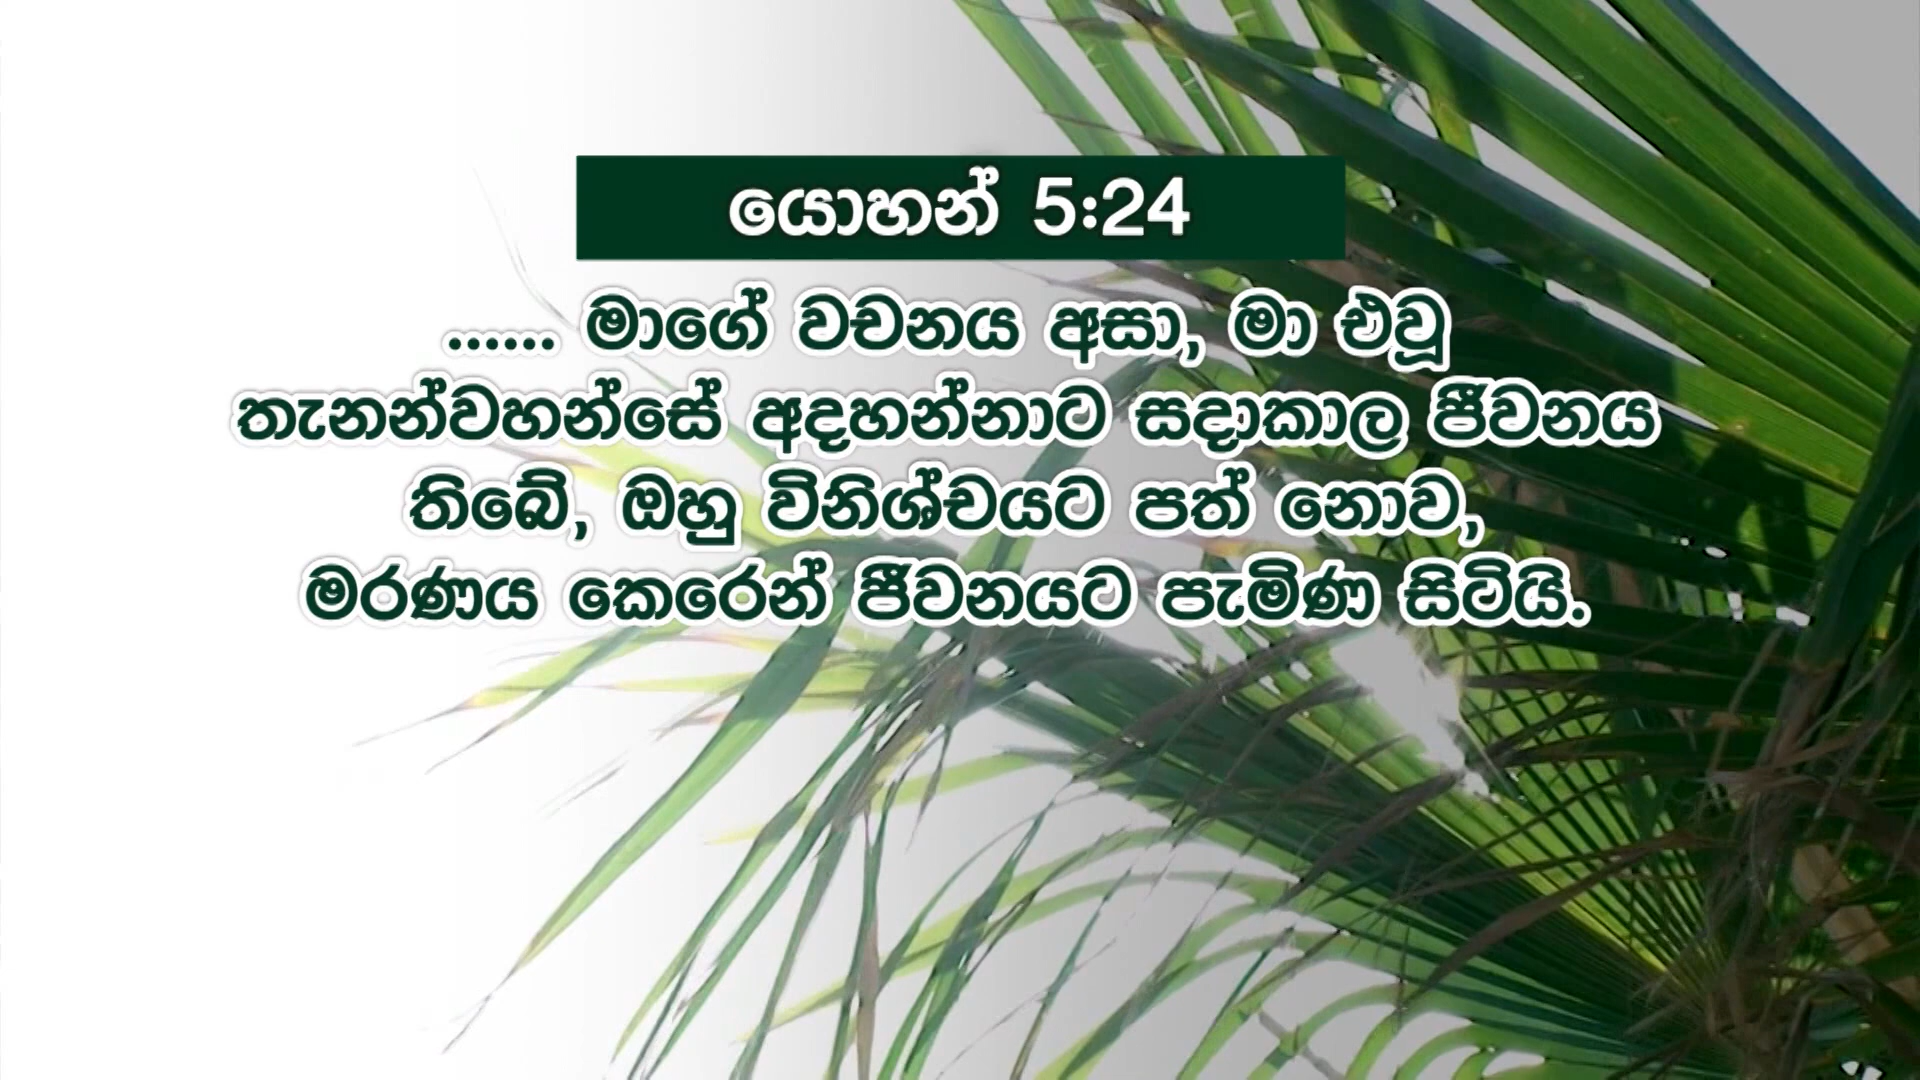 යොහන් 5:24
...... මාගේ වචනය අසා, මා එවූ
තැනන්වහන්සේ අදහන්නාට සදාකාල ජීවනය
තිබේ, ඔහු විනිශ්චයට පත් නොව,
මරණය කෙරෙන් ජීවනයට පැමිණ සිටියි.